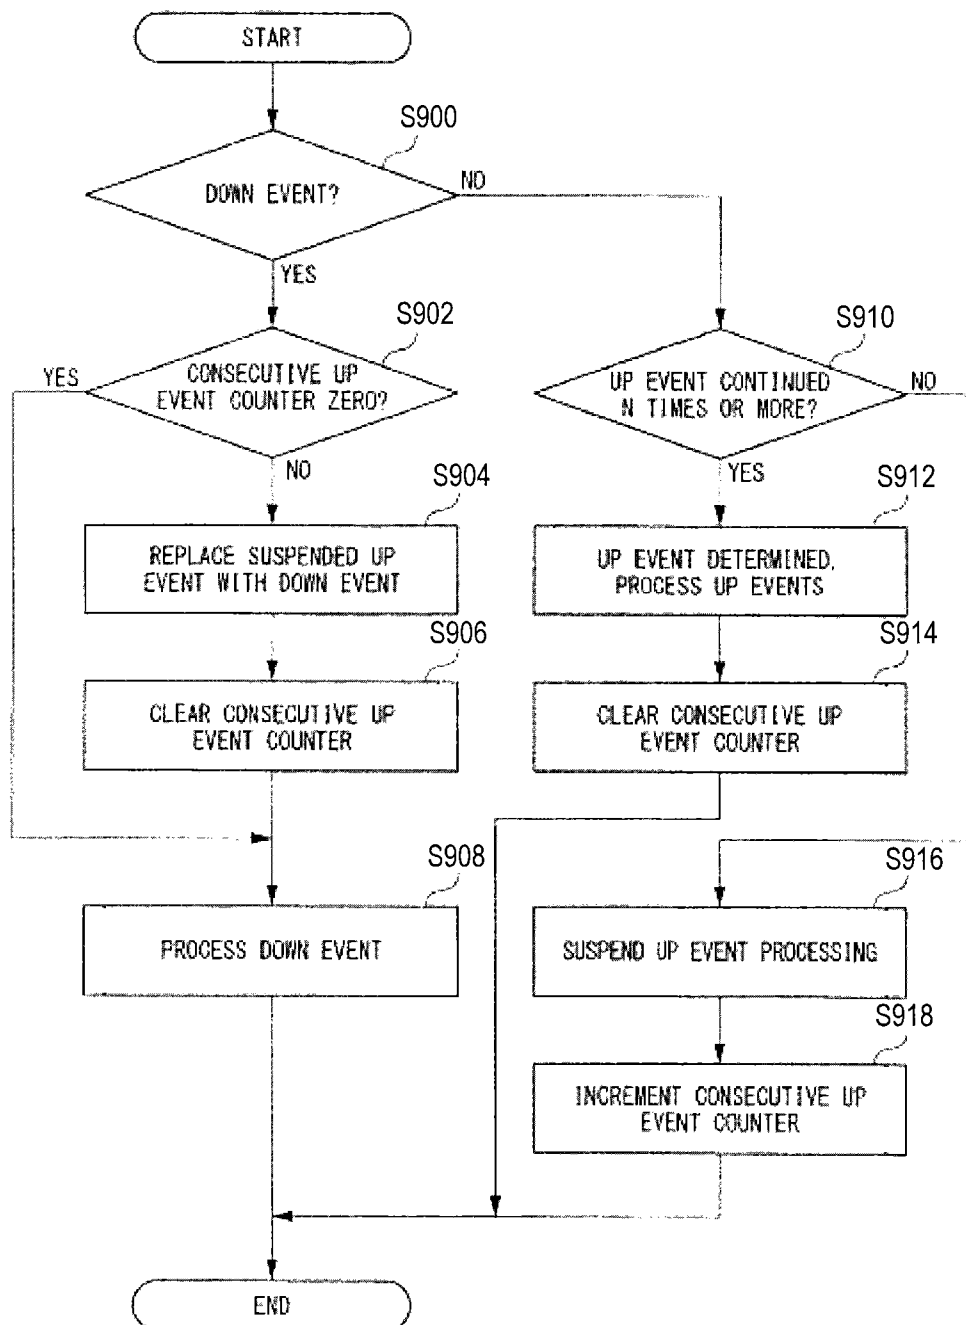 START
S900
DOWN EVENT?
NO
YES
S902
CONSECUTIVE UP
EVENT COUNTER ZERO?
YES
NO
S910
UP EVENT CONTINUED
N TIMES OR MORE?
NO
YES
S904
REPLACE SUSPENDED UP
EVENT WITH DOWN EVENT
S912
UP EVENT DETERMINED,
PROCESS UP EVENTS
S906
CLEAR CONSECUTIVE UP
EVENT COUNTER
S914
CLEAR CONSECUTIVE UP
EVENT COUNTER
S908
PROCESS DOWN EVENT
S916
SUSPEND UP EVENT PROCESSING
S918
INCREMENT CONSECUTIVE UP
EVENT COUNTER
END